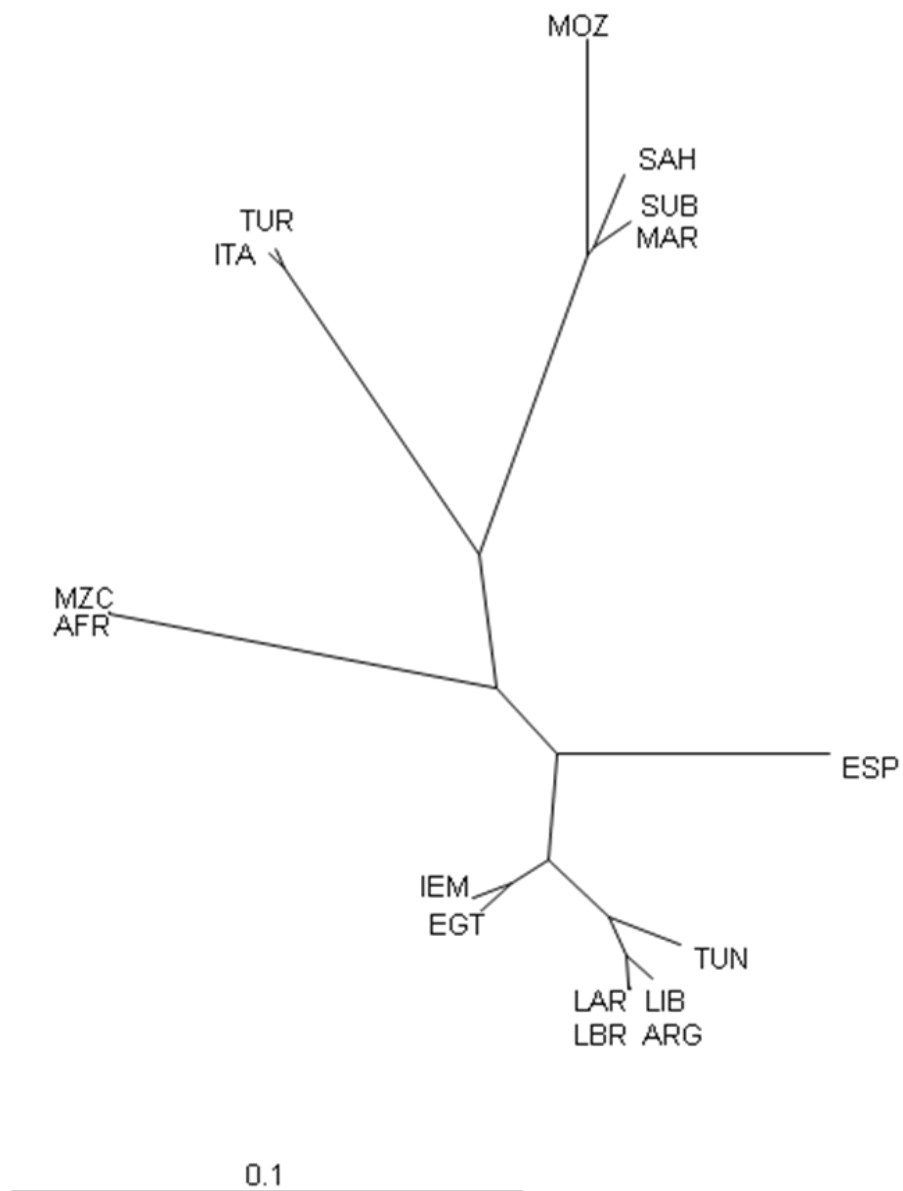 MOZ
SAH
SUB
MAR
TUR
ITA
MZC
AFR
ESP
IEM
EGT
TUN
LAR LIB
LBR ARG
0.1